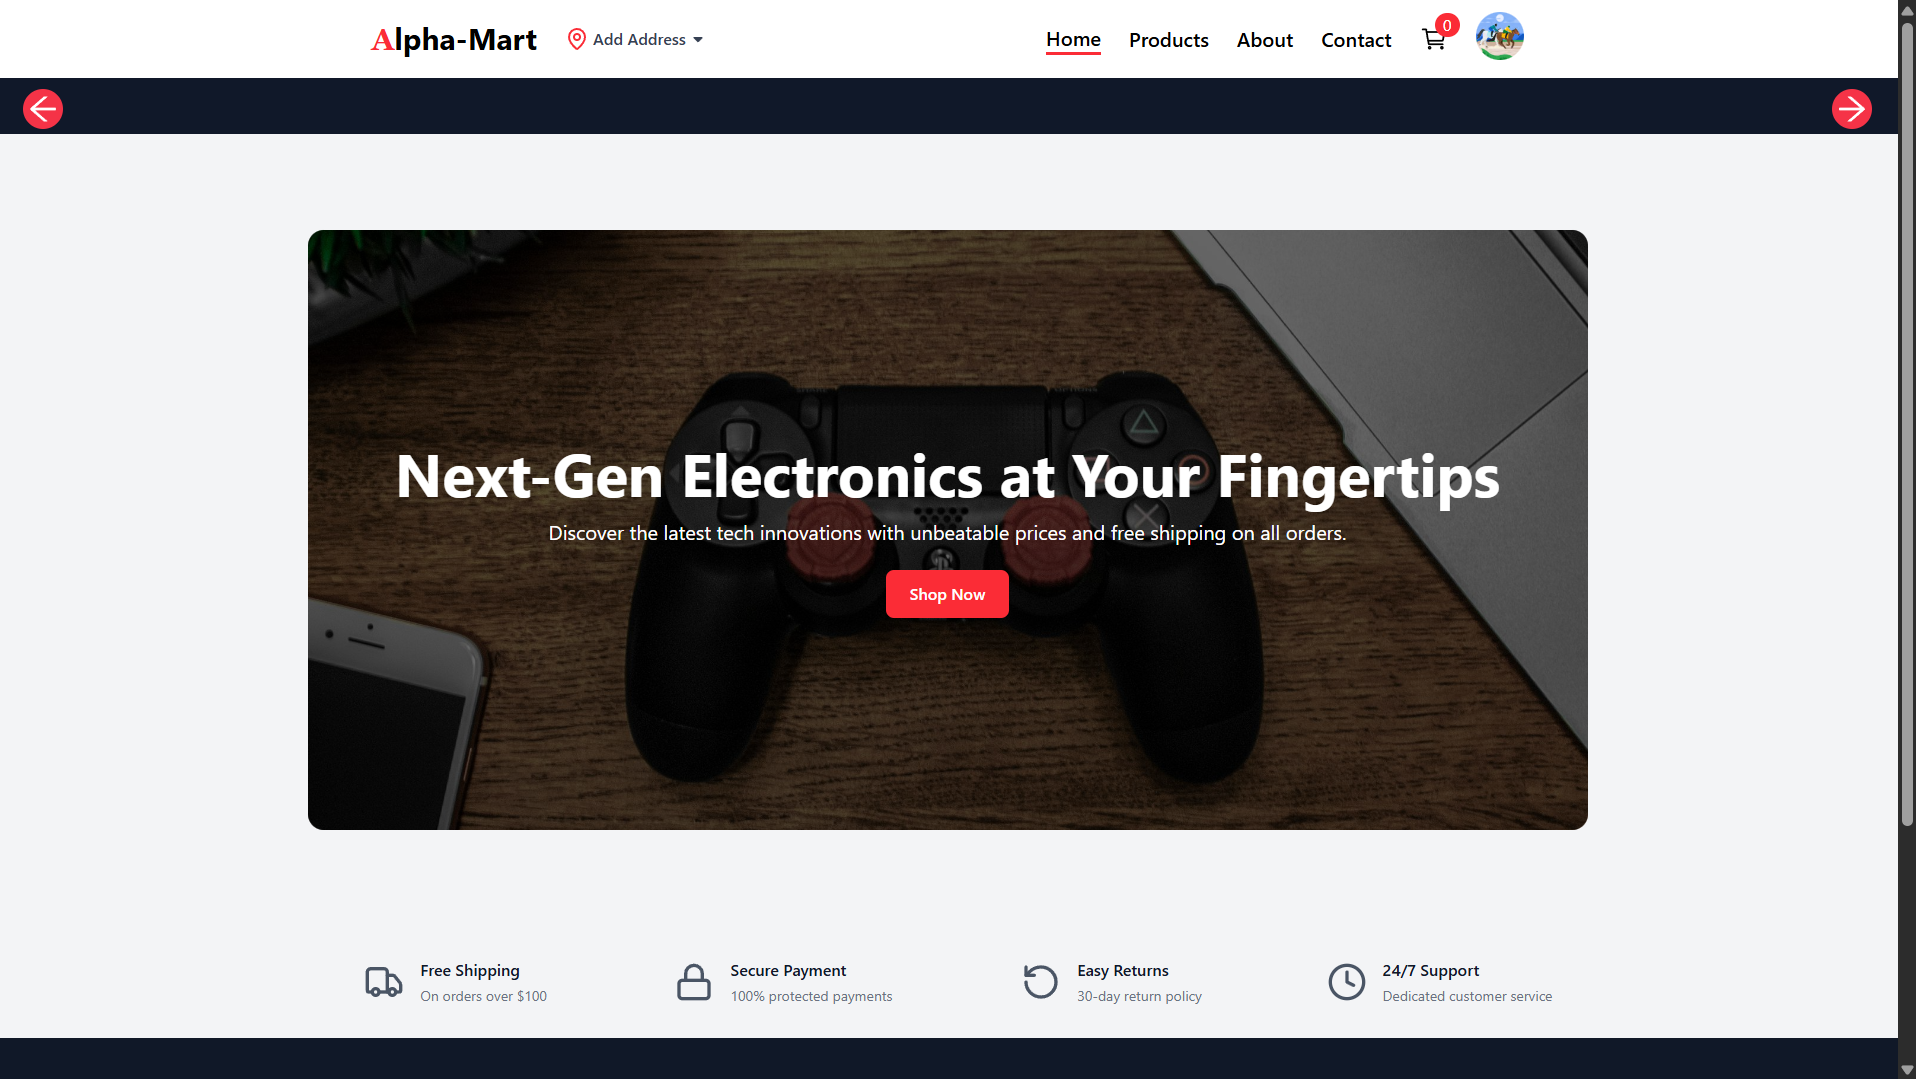 Alpha-Mart
Add Address
Home
Products
About
Contact
0
Next-Gen Electronics at Your Fingertips
Discover the latest tech innovations with unbeatable prices and free shipping on all orders.
Shop Now
Free Shipping
On orders over $100
Secure Payment
100% protected payments
Easy Returns
30-day return policy
24/7 Support
Dedicated customer service